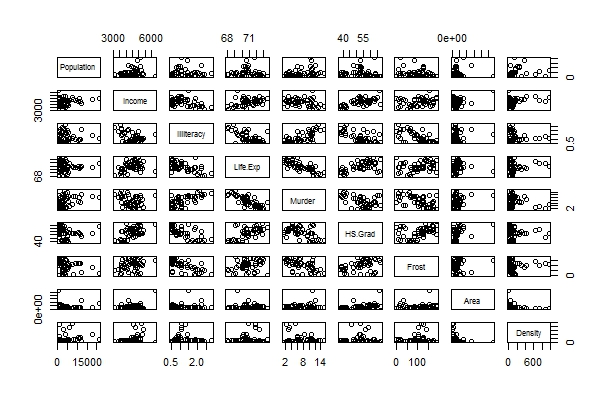 3000 6000 68 71 40 55 0e+00
Population 0
3000 Income
Illiteracy 0.5
68 Life.Exp
Murder 2
40 HS.Grad
Frost 0
0e+00 Area
Density 0
0 15000 0.5 2.0 2 8 14 0 100 0 600